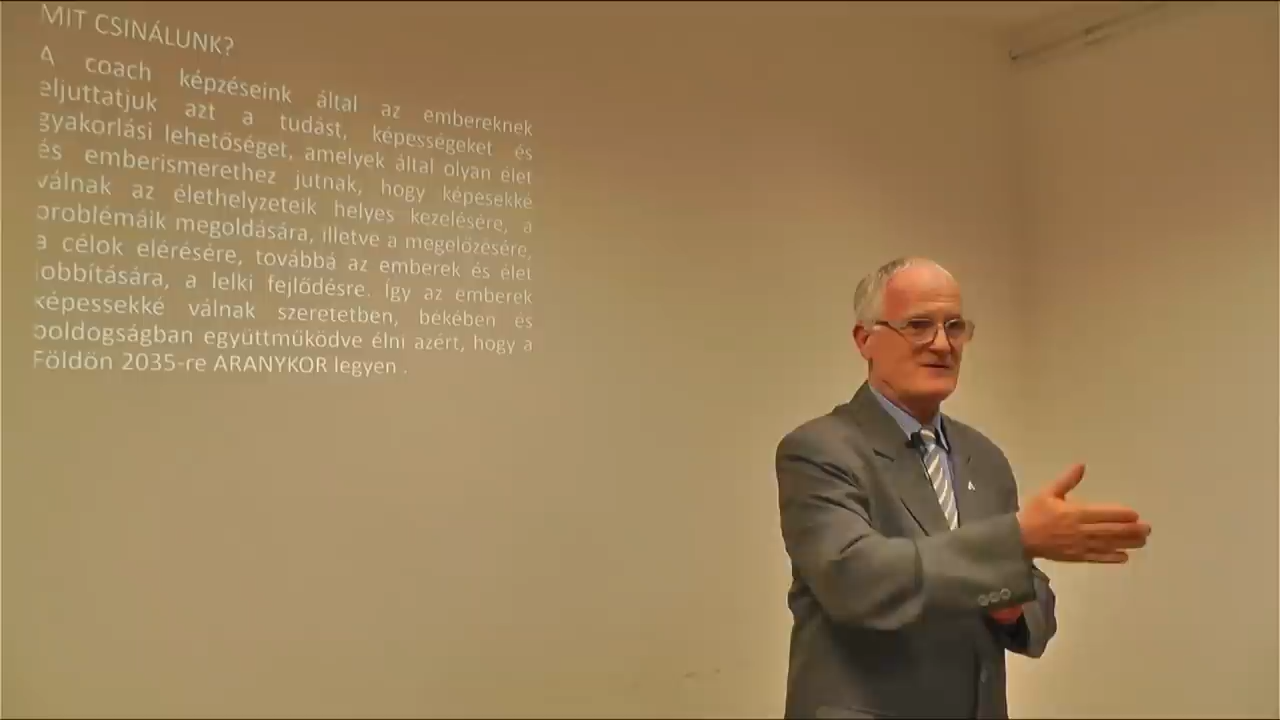 MIT CSINÁLUNK?
A coach képzéseink által az embereknek
eljuttatjuk azt a tudást, képességeket és
gyakorlási lehetőséget, amelyek által olyan élet
és emberismerethez jutnak, hogy képesekké
válnak az élethelyzeteik helyes kezelésére, a
problémáik megoldására, illetve a megelőzésére,
a célok elérésére, továbbá az emberek és élet
jobbítására, a lelki fejlődésre. Így az emberek
képessekké válnak szeretetben, békében és
boldogságban együttműködve élni azért, hogy a
Földön 2035-re ARANYKOR legyen .